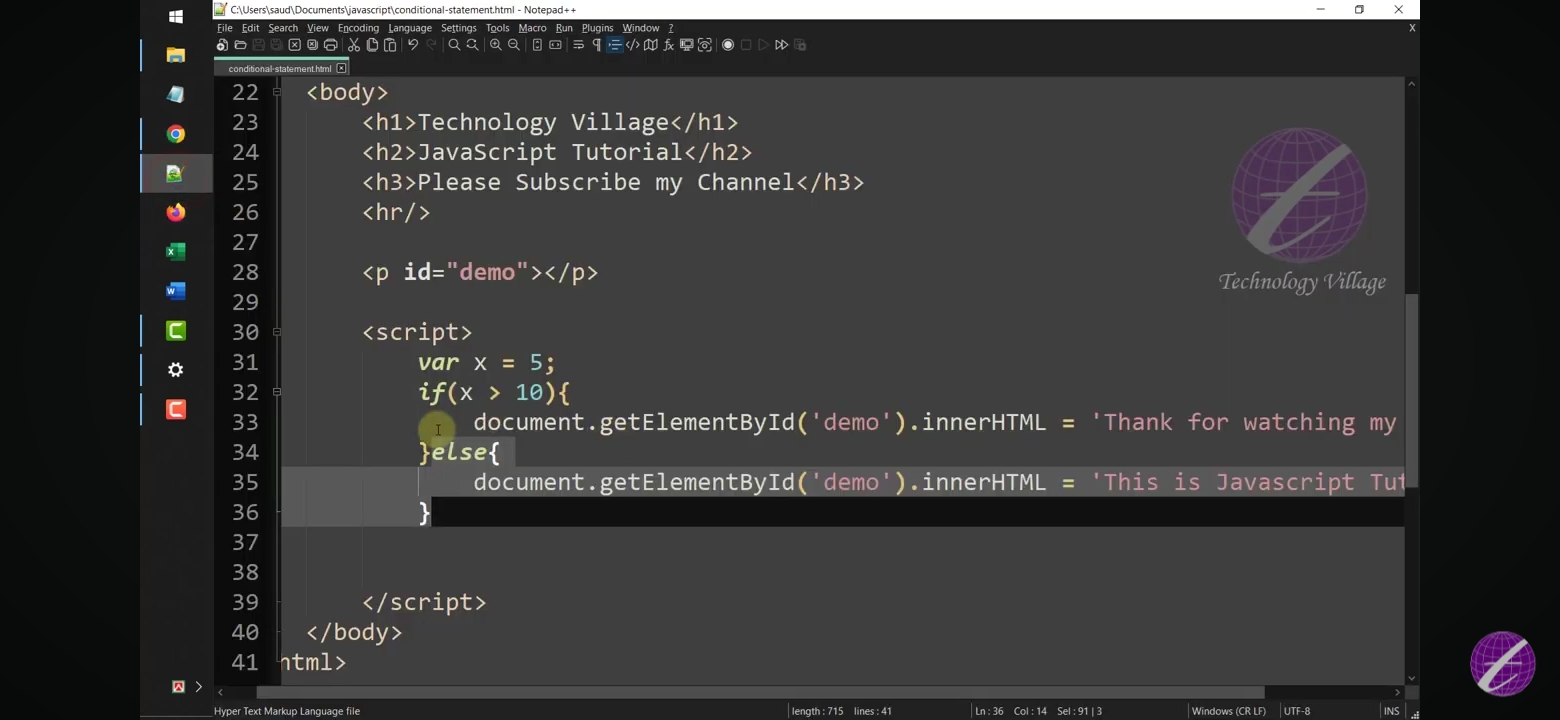 C:\Users\saud\Documents\javascript\conditional-statement.html - Notepad++
File Edit Search View Encoding Language Settings Tools Macro Run Plugins Window ? X
conditional-statement.html
22 <body>
23 <h1>Technology Village</h1>
24 <h2>JavaScript Tutorial</h2>
25 <h3>Please Subscribe my Channel</h3>
26 <hr/>
27
28 <p id="demo"></p>
29
30 <script>
31 var x = 5;
32 if(x > 10){
33 document.getElementById('demo').innerHTML = 'Thank for watching my
34 }else{
35 document.getElementById('demo').innerHTML = 'This is Javascript Tut
36 }
37
38
39 </script>
40 </body>
41 html>
Technology Village
Hyper Text Markup Language file length : 715 lines : 41 Ln : 36 Col : 14 Sel : 91 | 3 Windows (CR LF) UTF-8 INS